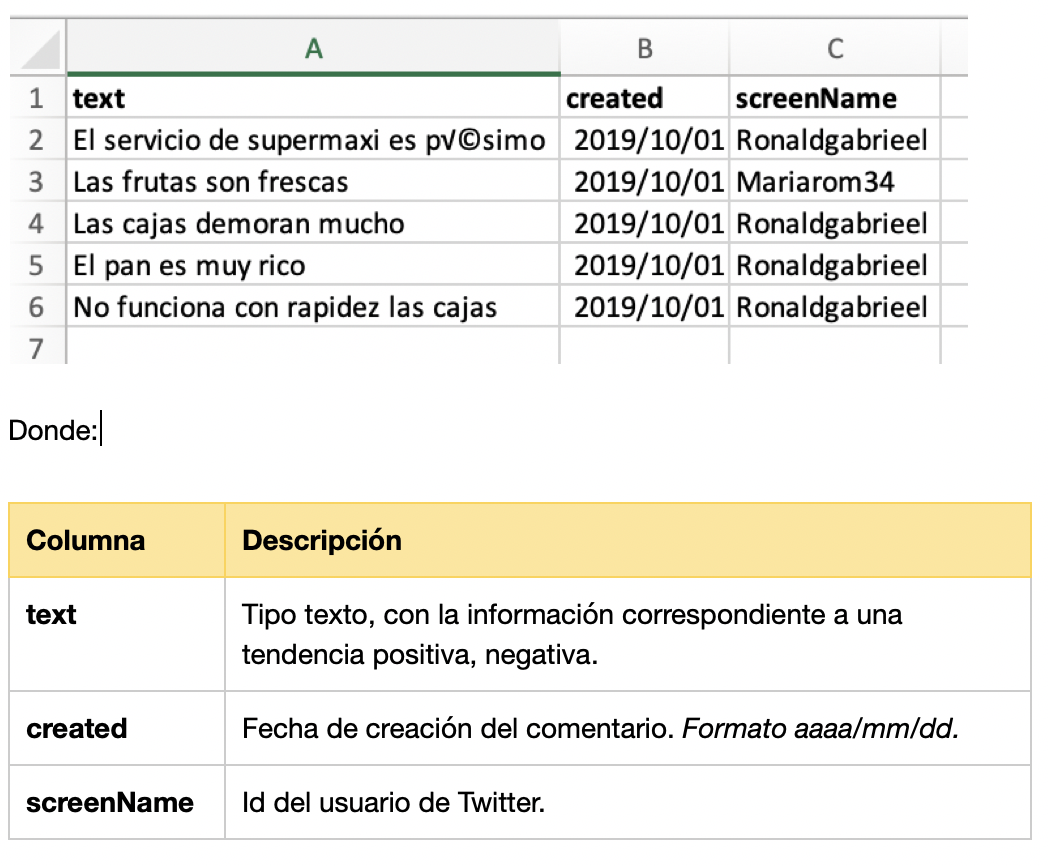 A B C
1 text created screenName
2 El servicio de supermaxi es p√©simo 2019/10/01 Ronaldgabrieel
3 Las frutas son frescas 2019/10/01 Mariarom34
4 Las cajas demoran mucho 2019/10/01 Ronaldgabrieel
5 El pan es muy rico 2019/10/01 Ronaldgabrieel
6 No funciona con rapidez las cajas 2019/10/01 Ronaldgabrieel
7
Donde:
Columna Descripción
text Tipo texto, con la información correspondiente a una
tendencia positiva, negativa.
created Fecha de creación del comentario. Formato aaaa/mm/dd.
screenName Id del usuario de Twitter.